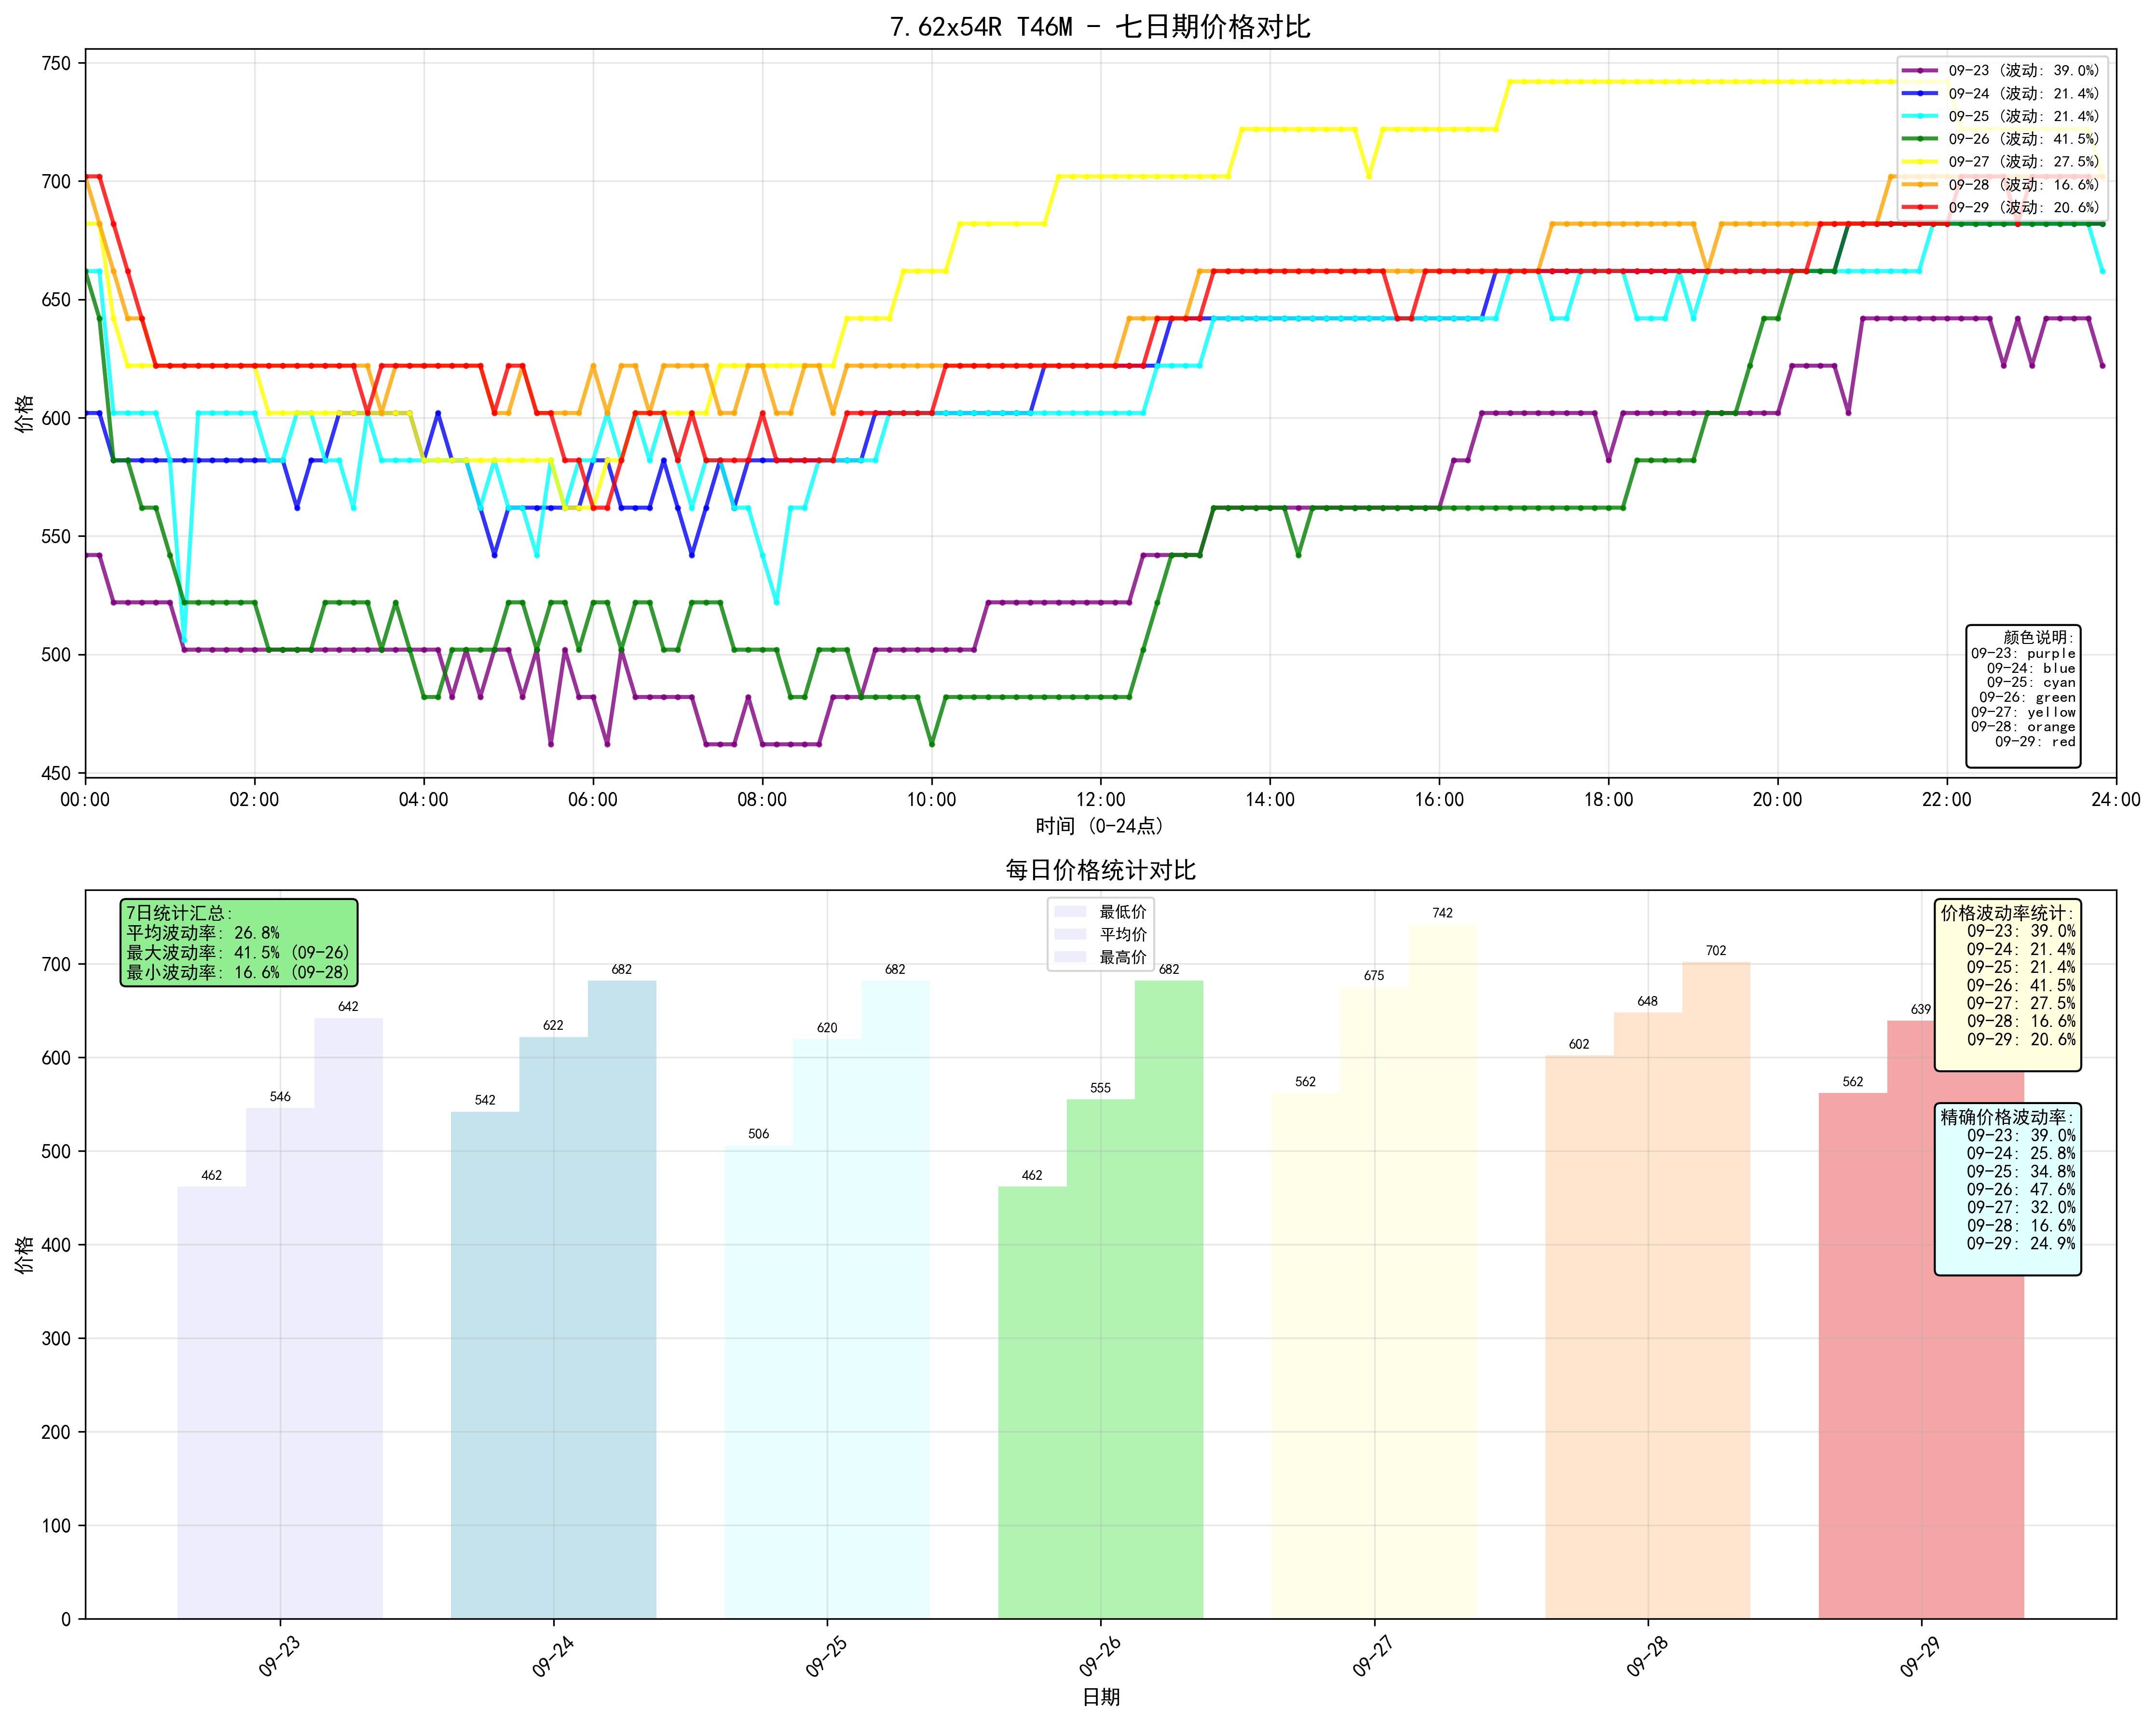 7.62x54R T46M - 七日期价格对比
价格
750
700
650
600
550
500
450
00:00 02:00 04:00 06:00 08:00 10:00 12:00 14:00 16:00 18:00 20:00 22:00 24:00
时间 (0-24点)
09-23 (波动: 39.0%)
09-24 (波动: 21.4%)
09-25 (波动: 21.4%)
09-26 (波动: 41.5%)
09-27 (波动: 27.5%)
09-28 (波动: 16.6%)
09-29 (波动: 20.6%)
颜色说明:
09-23: purple
09-24: blue
09-25: cyan
09-26: green
09-27: yellow
09-28: orange
09-29: red
每日价格统计对比
价格
700
600
500
400
300
200
100
0
7日统计汇总:
平均波动率: 26.8%
最大波动率: 41.5% (09-26)
最小波动率: 16.6% (09-28)
最低价
平均价
最高价
462 546 642
542 622 682
506 620 682
462 555 682
562 675 742
602 648 702
562 639
价格波动率统计:
09-23: 39.0%
09-24: 21.4%
09-25: 21.4%
09-26: 41.5%
09-27: 27.5%
09-28: 16.6%
09-29: 20.6%
精确价格波动率:
09-23: 39.0%
09-24: 25.8%
09-25: 34.8%
09-26: 47.6%
09-27: 32.0%
09-28: 16.6%
09-29: 24.9%
09-23 09-24 09-25 09-26 09-27 09-28 09-29
日期